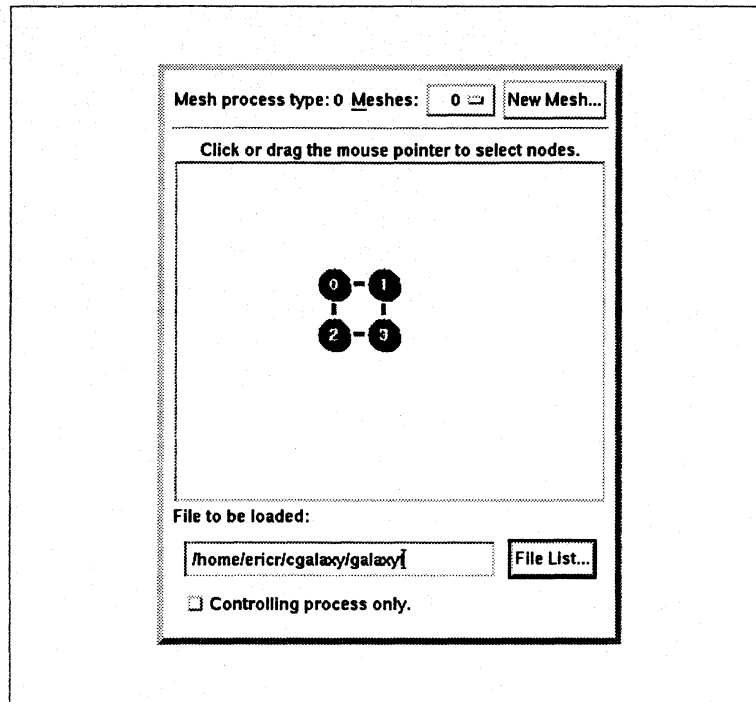 Mesh process type: 0 Meshes: 0 New Mesh...
Click or drag the mouse pointer to select nodes.
0 1
2 3
File to be loaded:
/home/ericr/cgalaxy/galaxy File List...
Controlling process only.